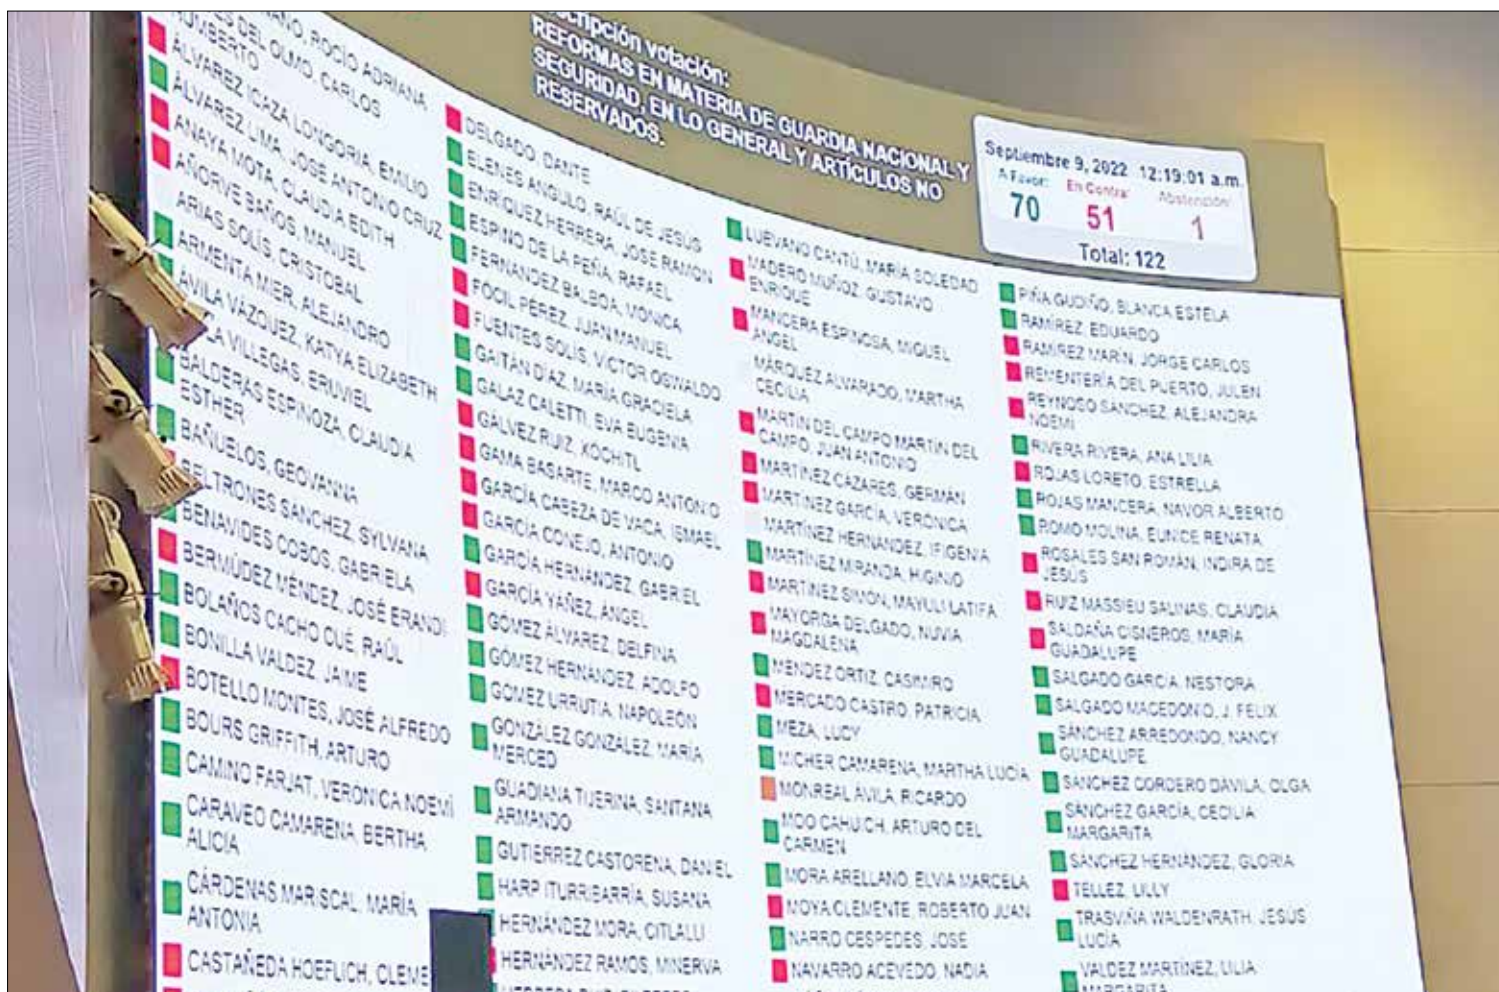 ROCÍO ADRIANA
DEL OLMO, CARLOS
HUMBERTO
ÁLVAREZ ICAZA LONGORIA, EMILIO
ÁLVAREZ LIMA, JOSÉ ANTONIO CRUZ
ANAYA MOTA, CLAUDIA EDITH
AÑORVE BAÑOS, MANUEL
ARIAS SOLÍS, CRISTOBAL
ARMENTA MIER, ALEJANDRO
AVILA VÁZQUEZ, KATYA ELIZABETH
VILLEGAS, ERUVIEL
BALDERAS ESPINOZA, CLAUDIA
ESTHER
BAÑUELOS, GEOVANNA
BELTRONES SÁNCHEZ, SYLVANA
BENAVIDES COBOS, GABRIELA
BERMÚDEZ MÉNDEZ, JOSÉ ERANDI
BOLAÑOS CACHO CUÉ, RAÚL
BONILLA VALDEZ, JAIME
BOTELLO MONTES, JOSÉ ALFREDO
BOURS GRIFFITH, ARTURO
CAMINO FARJAT, VERONICA NOEMÍ
CARAVEO CAMARENA, BERTHA
ALICIA
CÁRDENAS MARISCAL, MARÍA
ANTONIA
CASTAÑEDA HOEFLICH, CLEME
DELGADO, DANTE
ELENES ANGULO, RAÚL DE JESÚS
ENRÍQUEZ HERRERA, JOSE RAMON
ESPINO DE LA PEÑA, RAFAEL
FERNANDEZ BALBOA, MÓNICA
FÓCIL PÉREZ, JUAN MANUEL
FUENTES SOLÍS, VICTOR OSWALDO
GAITÁN DÍAZ, MARÍA GRACIELA
GALAZ CALETTI, EVA EUGENIA
GÁLVEZ RUIZ, XÓCHITL
GAMA BASARTE, MARCO ANTONIO
GARCÍA CABEZA DE VACA, ISMAEL
GARCÍA CONEJO, ANTONIO
GARCÍA HERNÁNDEZ, GABRIEL
GARCÍA YÁÑEZ, ÁNGEL
GÓMEZ ÁLVAREZ, DELFINA
GÓMEZ HERNÁNDEZ, ADOLFO
GÓMEZ URRUTIA, NAPOLEÓN
GONZÁLEZ GONZÁLEZ, MARÍA
MERCED
GUADIANA TIJERINA, SANTANA
ARMANDO
GUTIÉRREZ CASTORENA, DANIEL
HARP ITURRIBARRÍA, SUSANA
HERNÁNDEZ MORA, CITLALLI
HERNÁNDEZ RAMOS, MINERVA
scripción votación:
REFORMAS EN MATERIA DE GUARDIA NACIONAL Y
SEGURIDAD, EN LO GENERAL Y ARTÍCULOS NO
RESERVADOS.
Septiembre 9, 2022 12:19:01 a.m.
A Favor: En Contra: Abstención:
70 51 1
Total: 122
LUÉVANO CANTÚ, MARÍA SOLEDAD
MADERO MUÑOZ, GUSTAVO
ENRIQUE
MANCERA ESPINOSA, MIGUEL
ÁNGEL
MÁRQUEZ ALVARADO, MARTHA
CECILIA
MARTÍN DEL CAMPO MARTÍN DEL
CAMPO, JUAN ANTONIO
MARTÍNEZ CÁZARES, GERMÁN
MARTÍNEZ GARCÍA, VERÓNICA
MARTÍNEZ HERNÁNDEZ, IFIGENIA
MARTÍNEZ MIRANDA, HIGINIO
MARTÍNEZ SIMÓN, MAYULI LATIFA
MAYORGA DELGADO, NUVIA
MAGDALENA
MÉNDEZ ORTIZ, CASIMIRO
MERCADO CASTRO, PATRICIA
MEZA, LUCY
MICHER CAMARENA, MARTHA LUCÍA
MONREAL ÁVILA, RICARDO
MOO CAHUICH, ARTURO DEL
CARMEN
MORA ARELLANO, ELVIA MARCELA
MOYA CLEMENTE, ROBERTO JUAN
NARRO CÉSPEDES, JOSÉ
NAVARRO ACEVEDO, NADIA
PIÑA GUDIÑO, BLANCA ESTELA
RAMÍREZ, EDUARDO
RAMÍREZ MARÍN, JORGE CARLOS
REMENTERÍA DEL PUERTO, JULEN
REYNOSO SÁNCHEZ, ALEJANDRA
NOEMÍ
RIVERA RIVERA, ANA LILIA
ROJAS LORETO, ESTRELLA
ROJAS MANCERA, NAVOR ALBERTO
ROMO MOLINA, EUNICE RENATA
ROSALES SAN ROMÁN, INDIRA DE
JESÚS
RUIZ MASSIEU SALINAS, CLAUDIA
SALDAÑA CISNEROS, MARÍA
GUADALUPE
SALGADO GARCÍA, NESTORA
SALGADO MACEDONIO, J. FÉLIX
SÁNCHEZ ARREDONDO, NANCY
GUADALUPE
SÁNCHEZ CORDERO DÁVILA, OLGA
SÁNCHEZ GARCÍA, CECILIA
MARGARITA
SÁNCHEZ HERNÁNDEZ, GLORIA
TÉLLEZ, LILLY
TRASVIÑA WALDENRATH, JESÚS
LUCÍA
VALDEZ MARTÍNEZ, LILIA
MARGARITA